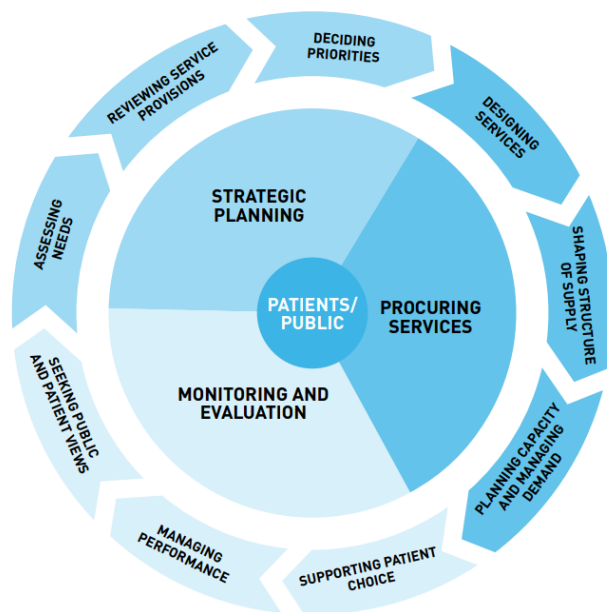 DECIDING
PRIORITIES
DESIGNING
SERVICES
SHAPING STRUCTURE
OF SUPPLY
PLANNING CAPACITY
AND MANAGING
DEMAND
SUPPORTING PATIENT
CHOICE
MANAGING
PERFORMANCE
SEEKING PUBLIC
AND PATIENT VIEWS
ASSESSING
NEEDS
REVIEWING SERVICE
PROVISIONS
STRATEGIC
PLANNING
PROCURING
SERVICES
MONITORING AND
EVALUATION
PATIENTS/
PUBLIC